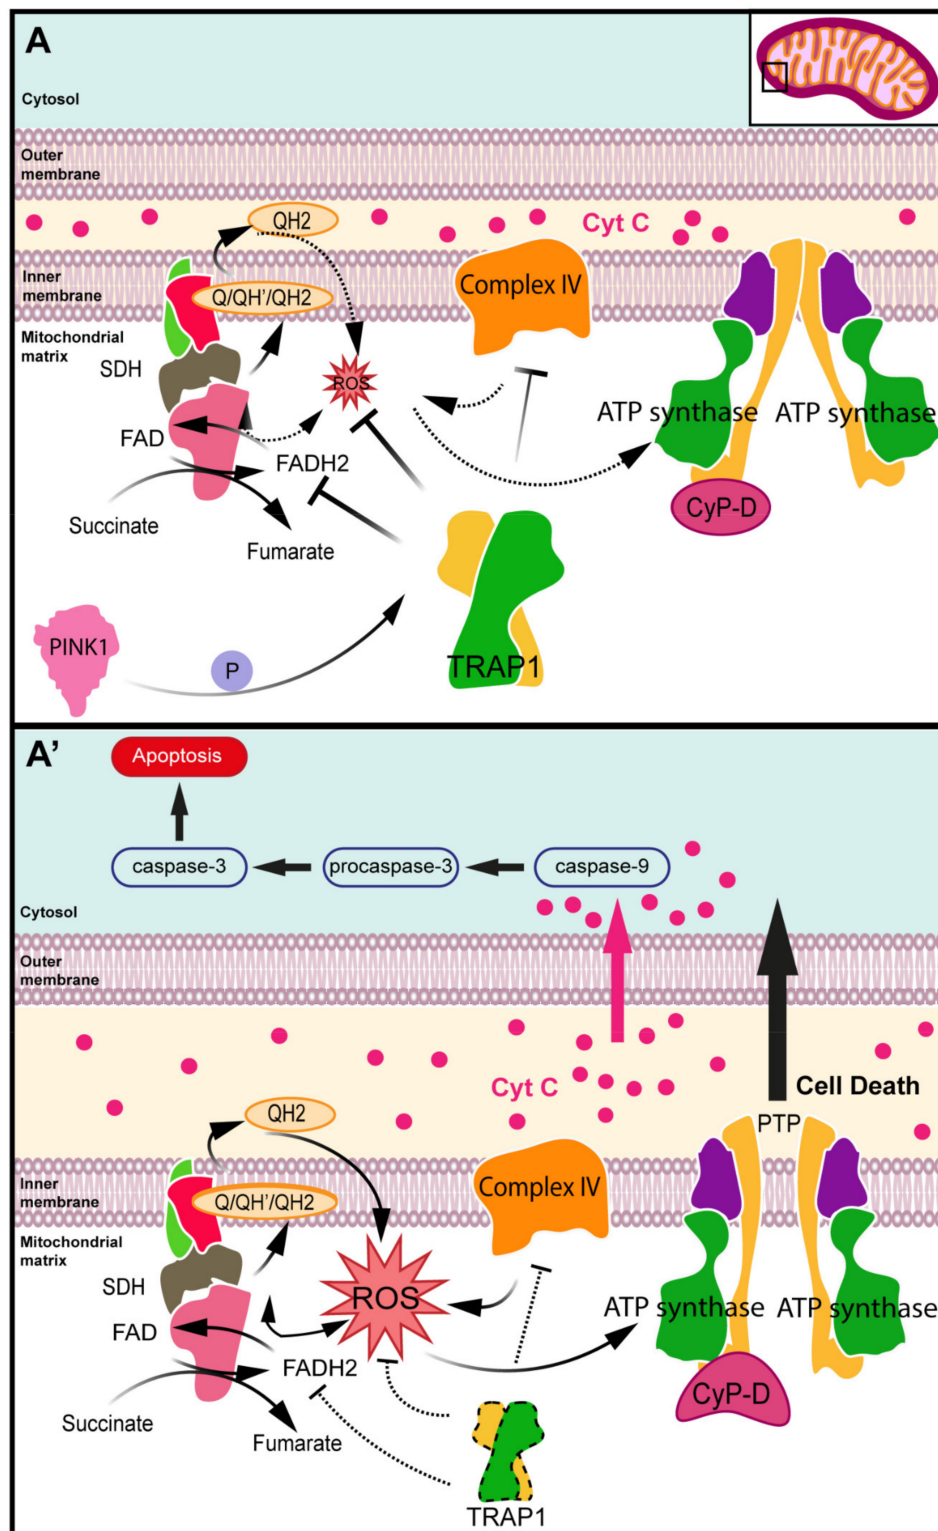 A
Cytosol
Outer
membrane
QH2
Cyt C
Inner
membrane
Q/QH'/QH2
Complex IV
Mitochondrial
matrix
SDH
ROS
ATP synthase
ATP synthase
FAD
FADH2
CyP-D
Succinate
Fumarate
PINK1
P
TRAP1
A'
Apoptosis
caspase-3
procaspase-3
caspase-9
Cytosol
Outer
membrane
Cyt C
Cell Death
QH2
PTP
Inner
membrane
Q/QH'/QH2
Complex IV
Mitochondrial
matrix
SDH
ROS
ATP synthase
ATP synthase
FAD
FADH2
CyP-D
Succinate
Fumarate
TRAP1